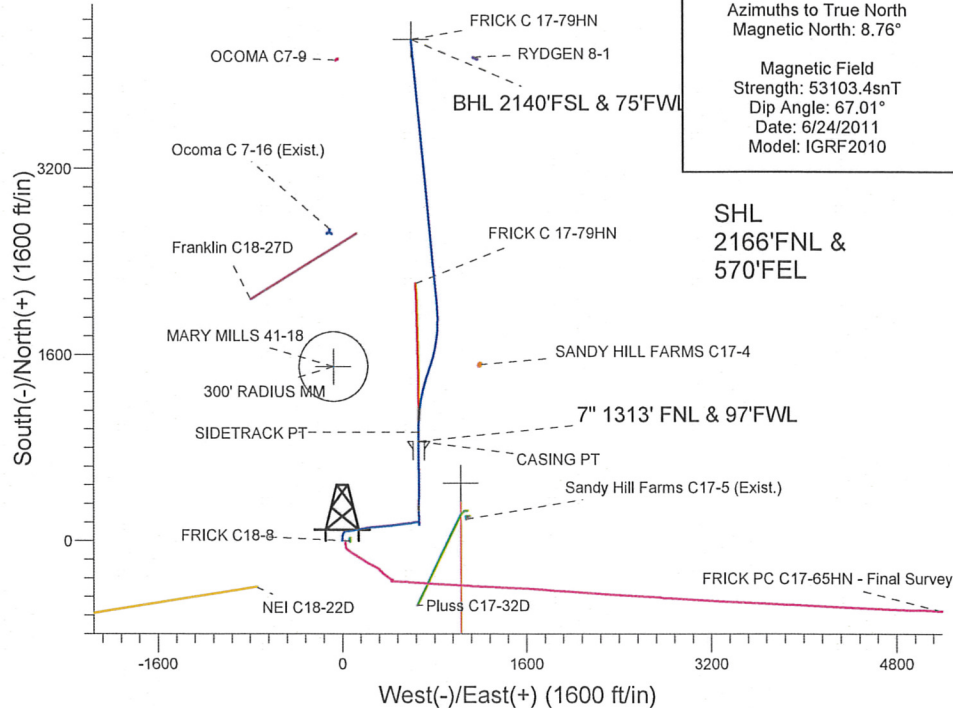 Azimuths to True North
Magnetic North: 8.76°
Magnetic Field
Strength: 53103.4snT
Dip Angle: 67.01°
Date: 6/24/2011
Model: IGRF2010
FRICK C 17-79HN
OCOMA C7-9
RYDGEN 8-1
BHL 2140'FSL & 75'FWL
Ocoma C 7-16 (Exist.)
3200
SHL
2166'FNL &
570'FEL
FRICK C 17-79HN
Franklin C18-27D
MARY MILLS 41-18
1600
SANDY HILL FARMS C17-4
300' RADIUS MM
7" 1313' FNL & 97'FWL
SIDETRACK PT
CASING PT
Sandy Hill Farms C17-5 (Exist.)
FRICK C18-8
0
FRICK PC C17-65HN - Final Survey
NEI C18-22D
Pluss C17-32D
South(-)/North(+) (1600 ft/in)
-1600
0
1600
3200
4800
West(-)/East(+) (1600 ft/in)